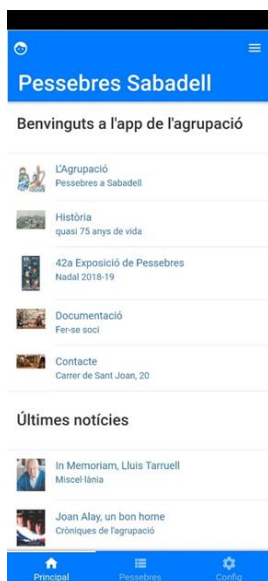 Pessebres Sabadell
Benvinguts a l'app de l'agrupació
L'Agrupació
Pessebres a Sabadell
Història
quasi 75 anys de vida
42a Exposició de Pessebres
Nadal 2018-19
Documentació
Fer-se soci
Contacte
Carrer de Sant Joan, 20
Últimes notícies
In Memoriam, Lluis Tarruell
Miscel·lània
Joan Alay, un bon home
Cròniques de l'agrupació
Principal
Pessebres
Config